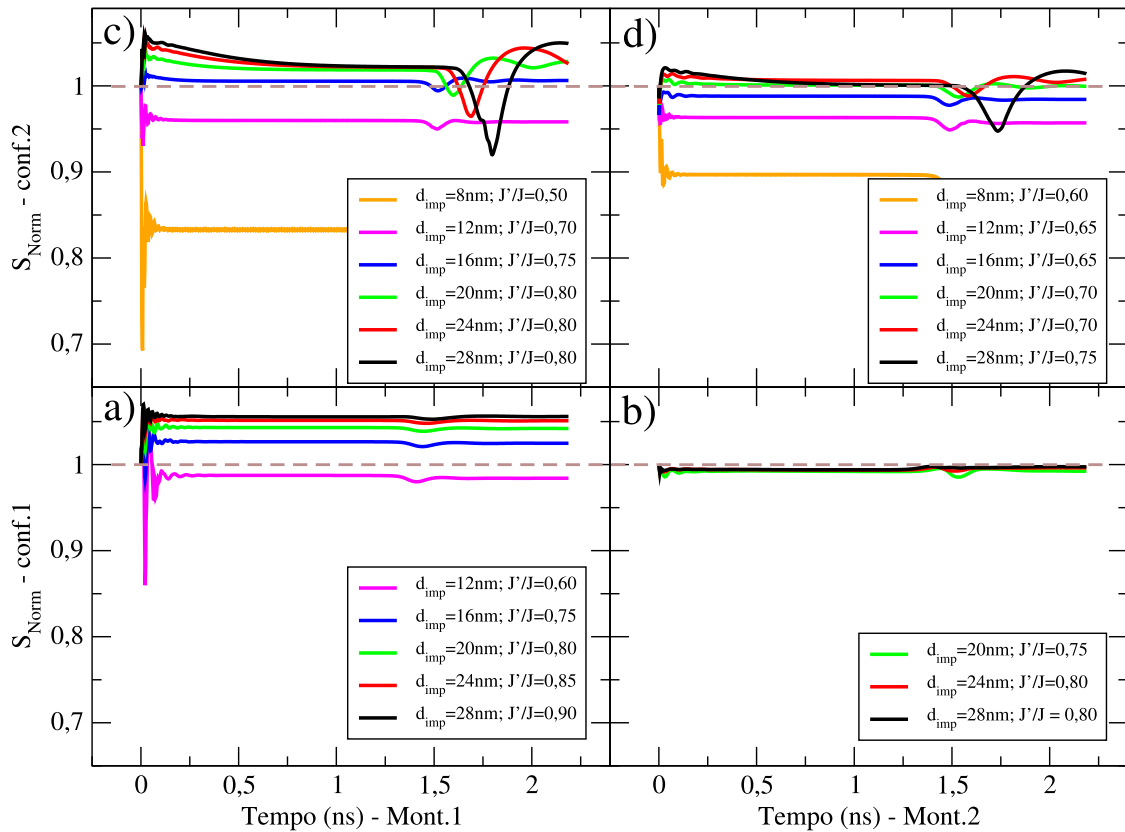 c)
d)
S_Norm - conf.2
1
0,9
0,8
0,7
d_imp=8nm; J'/J=0,50
d_imp=12nm; J'/J=0,70
d_imp=16nm; J'/J=0,75
d_imp=20nm; J'/J=0,80
d_imp=24nm; J'/J=0,80
d_imp=28nm; J'/J=0,80
d_imp=8nm; J'/J=0,60
d_imp=12nm; J'/J=0,65
d_imp=16nm; J'/J=0,65
d_imp=20nm; J'/J=0,70
d_imp=24nm; J'/J=0,70
d_imp=28nm; J'/J=0,75
a)
b)
S_Norm - conf.1
1
0,9
0,8
0,7
d_imp=12nm; J'/J=0,60
d_imp=16nm; J'/J=0,75
d_imp=20nm; J'/J=0,80
d_imp=24nm; J'/J=0,85
d_imp=28nm; J'/J=0,90
d_imp=20nm; J'/J=0,75
d_imp=24nm; J'/J=0,80
d_imp=28nm; J'/J = 0,80
0 0,5 1 1,5 2
0 0,5 1 1,5 2
Tempo (ns) - Mont.1
Tempo (ns) - Mont.2